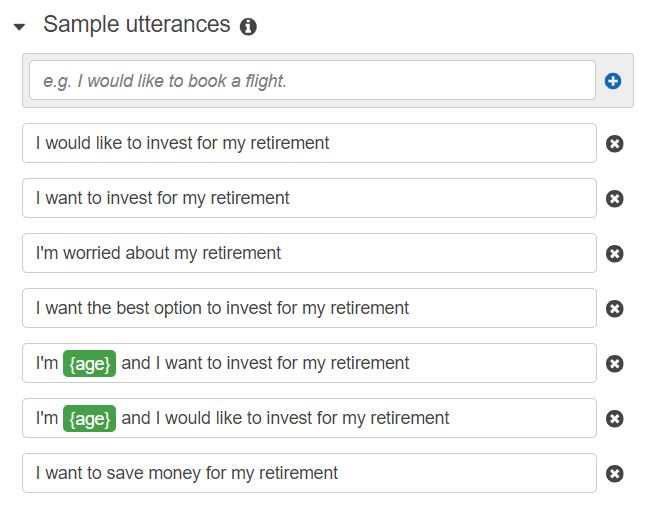 Sample utterances
e.g. I would like to book a flight.
I would like to invest for my retirement
I want to invest for my retirement
I'm worried about my retirement
I want the best option to invest for my retirement
I'm {age} and I want to invest for my retirement
I'm {age} and I would like to invest for my retirement
I want to save money for my retirement